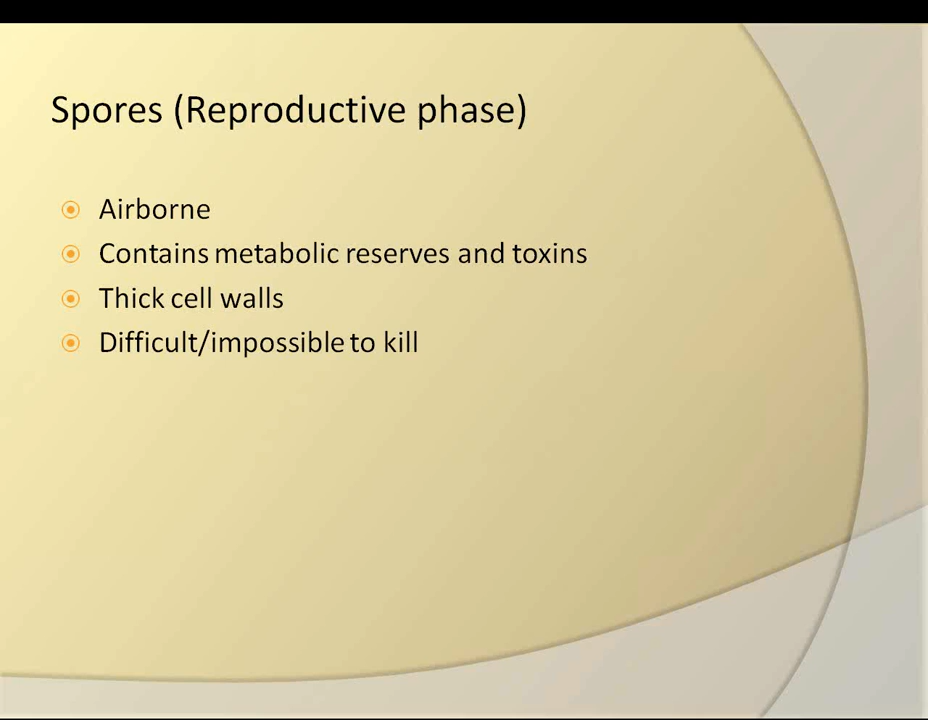 Spores (Reproductive phase)
Airborne
Contains metabolic reserves and toxins
Thick cell walls
Difficult/impossible to kill